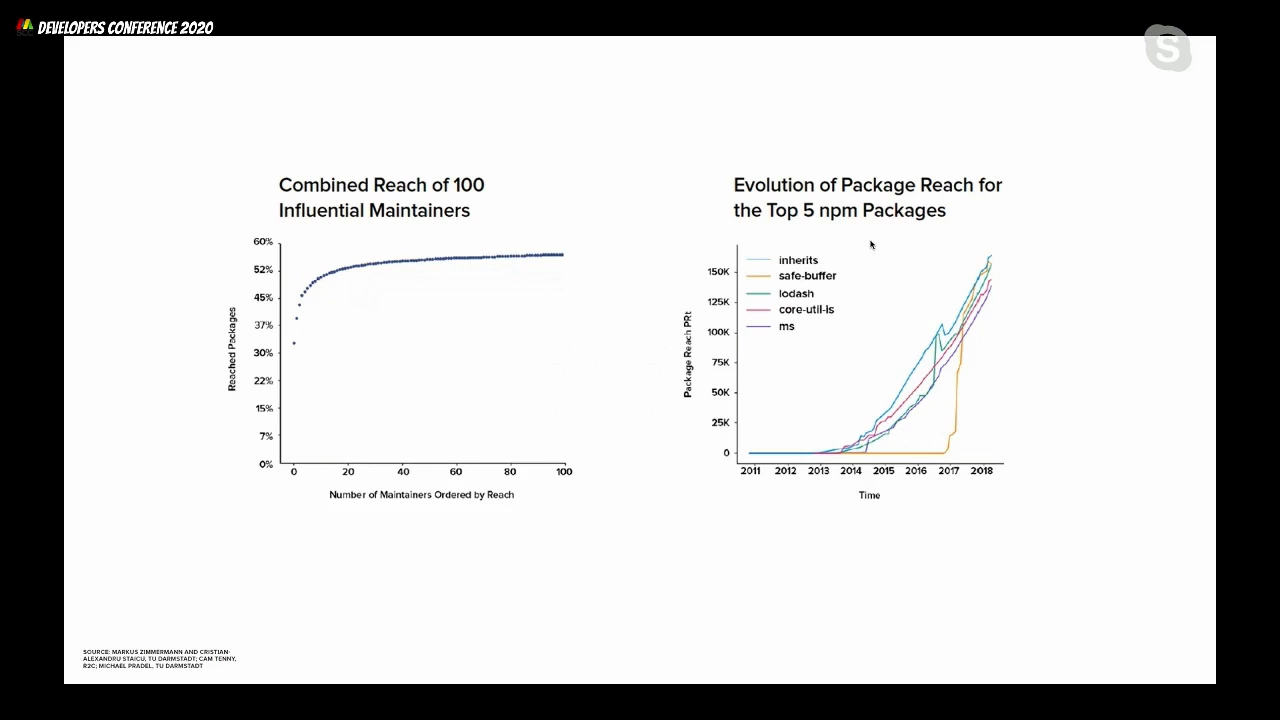 DEVELOPERS CONFERENCE 2020
S
Combined Reach of 100
Influential Maintainers
60%
52%
45%
37%
30%
22%
15%
7%
0%
Reached Packages
0 20 40 60 80 100
Number of Maintainers Ordered by Reach
Evolution of Package Reach for
the Top 5 npm Packages
inherits
safe-buffer
lodash
core-util-is
ms
150K
125K
100K
75K
50K
25K
0
Package Reach PRt
2011 2012 2013 2014 2015 2016 2017 2018
Time
SOURCE: MARKUS ZIMMERMANN AND CRISTIAN-
ALEXANDRU STAICU, TU DARMSTADT; CAM TENNY,
R2C; MICHAEL PRADEL, TU DARMSTADT